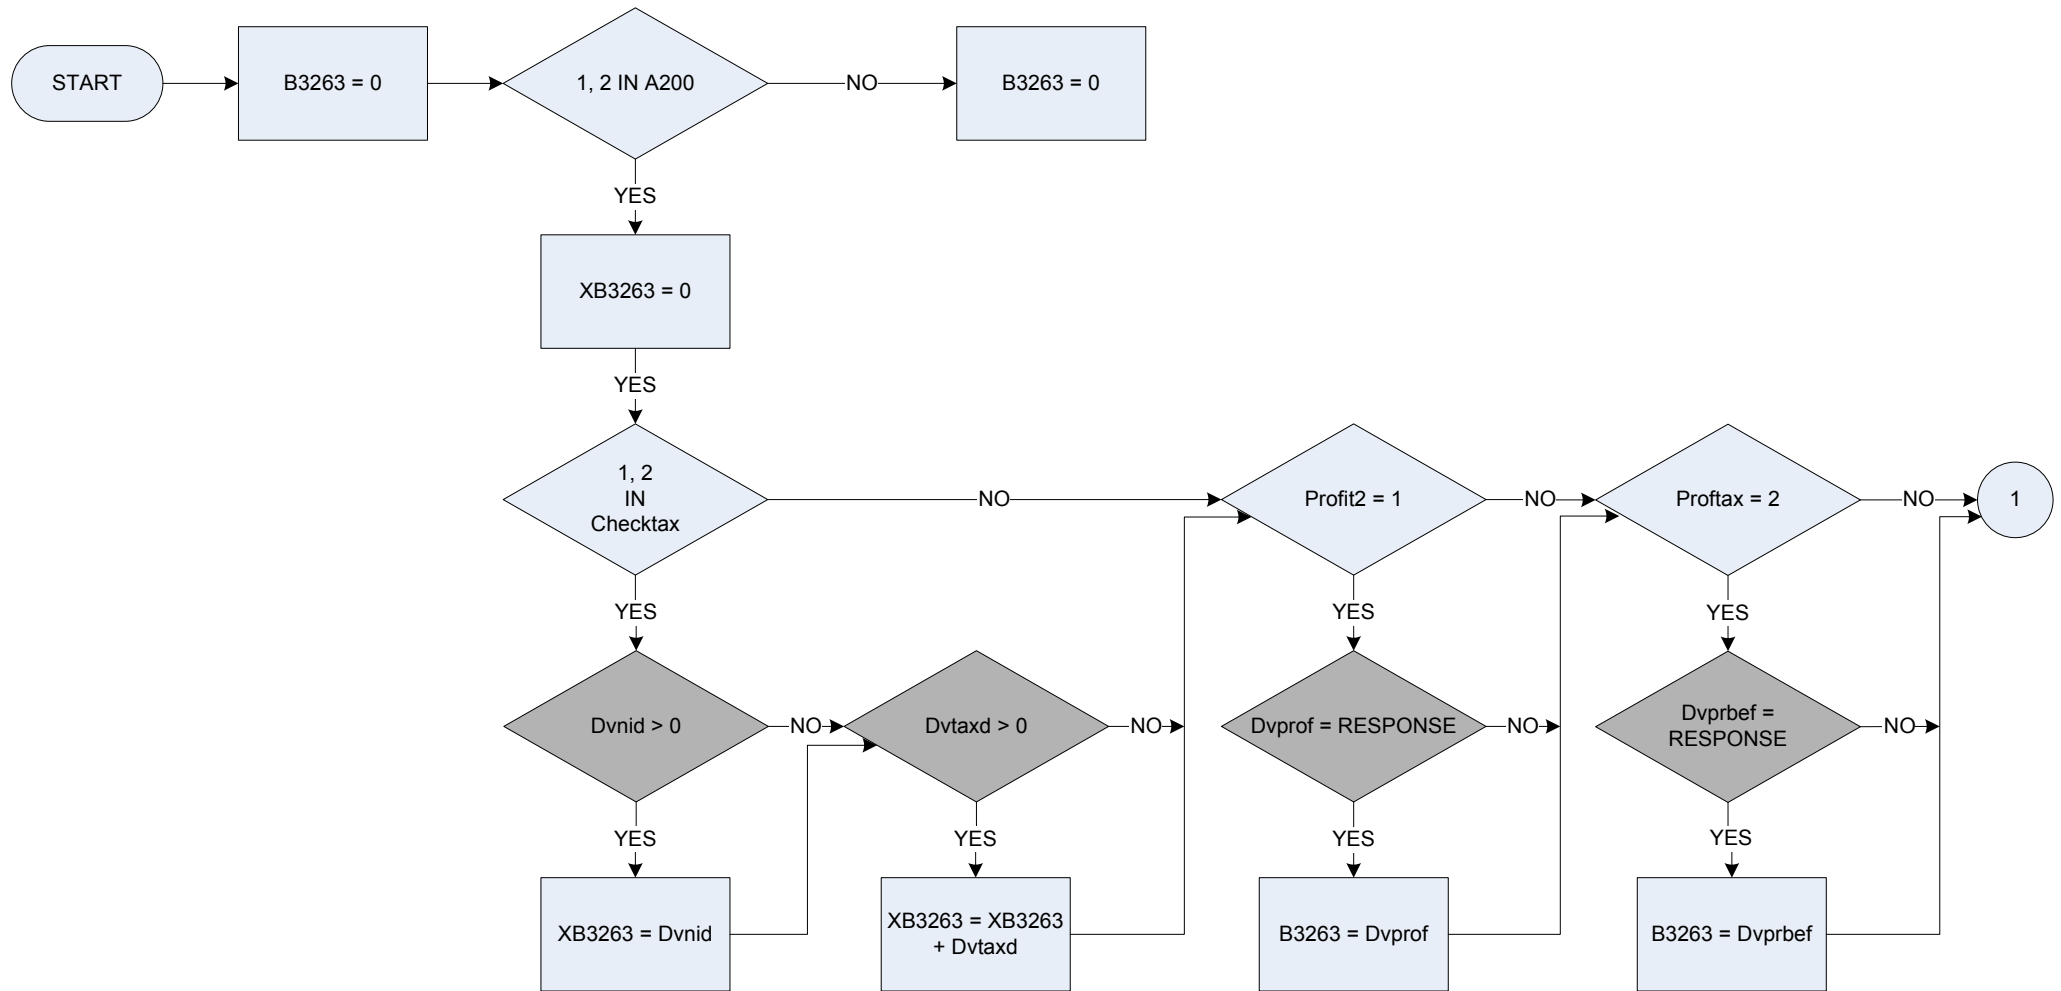 START
B3263 = 0
1, 2 IN A200
NO
B3263 = 0
YES
XB3263 = 0
YES
1, 2
IN
Checktax
NO
Profit2 = 1
NO
Proftax = 2
NO
1
YES
YES
YES
Dvnid > 0
NO
Dvtaxd > 0
NO
Dvprof = RESPONSE
NO
Dvprbef =
RESPONSE
NO
YES
YES
YES
YES
XB3263 = Dvnid
XB3263 = XB3263
+ Dvtaxd
B3263 = Dvprof
B3263 = Dvprbef